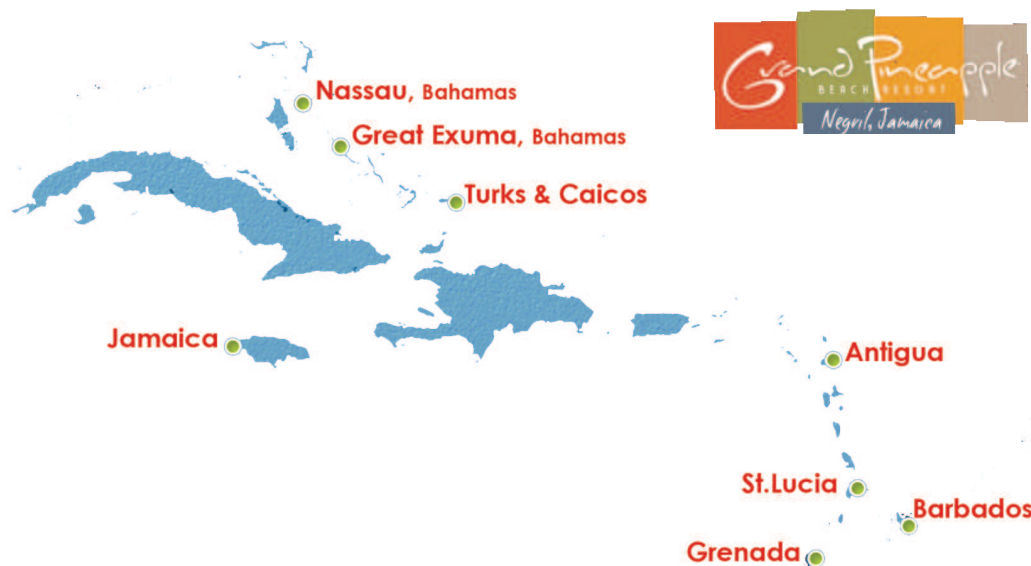 Grand Pineapple
BEACH RESORT
Negril, Jamaica
Nassau, Bahamas
Great Exuma, Bahamas
Turks & Caicos
Jamaica
Antigua
St.Lucia
Barbados
Grenada